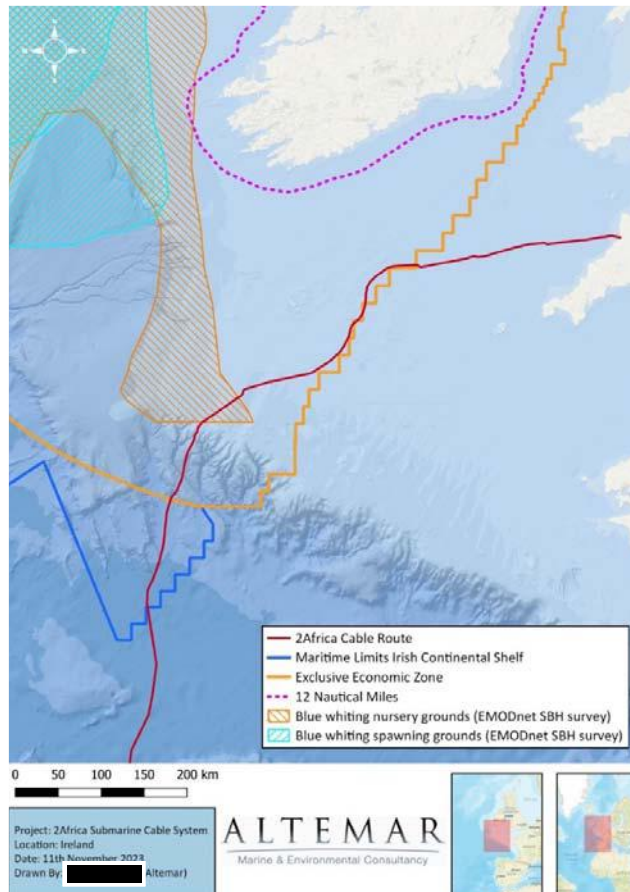 2Africa Cable Route
Maritime Limits Irish Continental Shelf
Exclusive Economic Zone
12 Nautical Miles
Blue whiting nursery grounds (EMODnet SBH survey)
Blue whiting spawning grounds (EMODnet SBH survey)
0 50 100 150 200 km
Project: 2Africa Submarine Cable System
Location: Ireland
Date: 11th November 2023
Drawn By: Altemar)
ALTEMAR
Marine & Environmental Consultancy